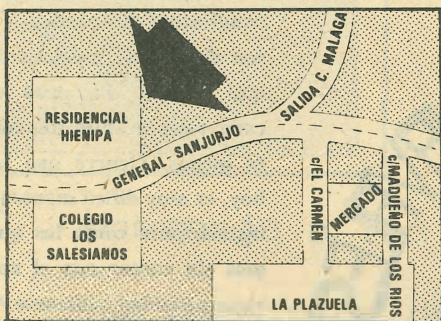 SALIDA C. MALAGA
RESIDENCIAL
HIENIPA
GENERAL-SANJURJO
COLEGIO
LOS
SALESIANOS
c/EL CARMEN
MERCADO
c/MADUEÑO DE LOS RIOS
LA PLAZUELA